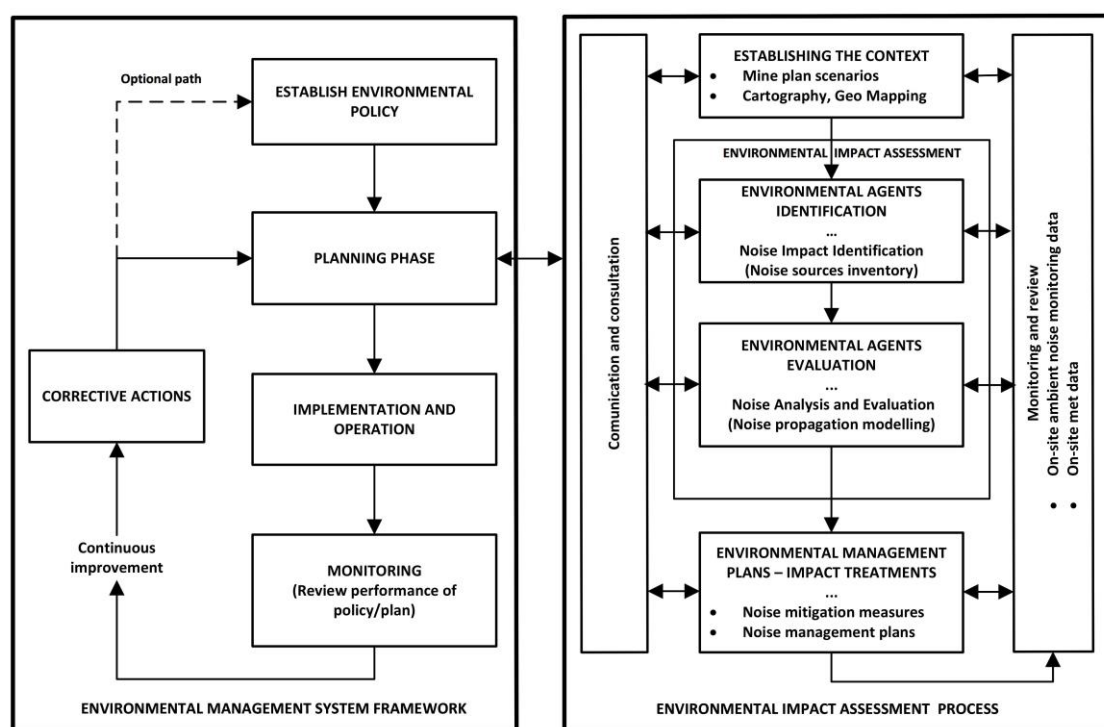 Optional path
ESTABLISH ENVIRONMENTAL
POLICY
PLANNING PHASE
CORRECTIVE ACTIONS
IMPLEMENTATION AND
OPERATION
Continuous
improvement
MONITORING
(Review performance of
policy/plan)
ENVIRONMENTAL MANAGEMENT SYSTEM FRAMEWORK
Comunication and consultation
ESTABLISHING THE CONTEXT
• Mine plan scenarios
• Cartography, Geo Mapping
ENVIRONMENTAL IMPACT ASSESSMENT
ENVIRONMENTAL AGENTS
IDENTIFICATION
...
Noise Impact Identification
(Noise sources inventory)
ENVIRONMENTAL AGENTS
EVALUATION
...
Noise Analysis and Evaluation
(Noise propagation modelling)
ENVIRONMENTAL MANAGEMENT
PLANS – IMPACT TREATMENTS
...
• Noise mitigation measures
• Noise management plans
Monitoring and review
• On-site ambient noise monitoring data
• On-site met data
ENVIRONMENTAL IMPACT ASSESSMENT PROCESS